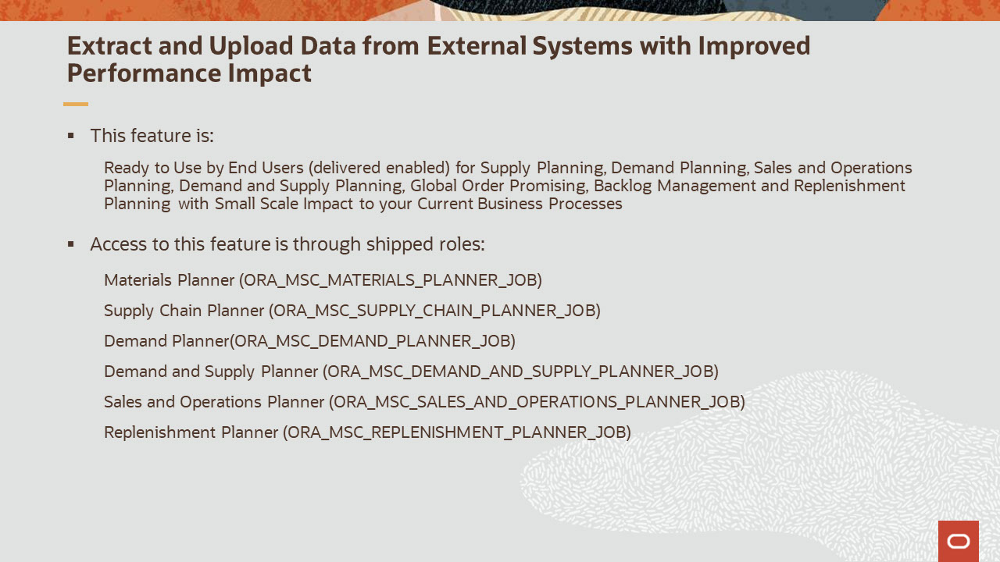 Extract and Upload Data from External Systems with Improved
Performance Impact
▪ This feature is:
Ready to Use by End Users (delivered enabled) for Supply Planning, Demand Planning, Sales and Operations
Planning, Demand and Supply Planning, Global Order Promising, Backlog Management and Replenishment
Planning with Small Scale Impact to your Current Business Processes
▪ Access to this feature is through shipped roles:
Materials Planner (ORA_MSC_MATERIALS_PLANNER_JOB)
Supply Chain Planner (ORA_MSC_SUPPLY_CHAIN_PLANNER_JOB)
Demand Planner(ORA_MSC_DEMAND_PLANNER_JOB)
Demand and Supply Planner (ORA_MSC_DEMAND_AND_SUPPLY_PLANNER_JOB)
Sales and Operations Planner (ORA_MSC_SALES_AND_OPERATIONS_PLANNER_JOB)
Replenishment Planner (ORA_MSC_REPLENISHMENT_PLANNER_JOB)